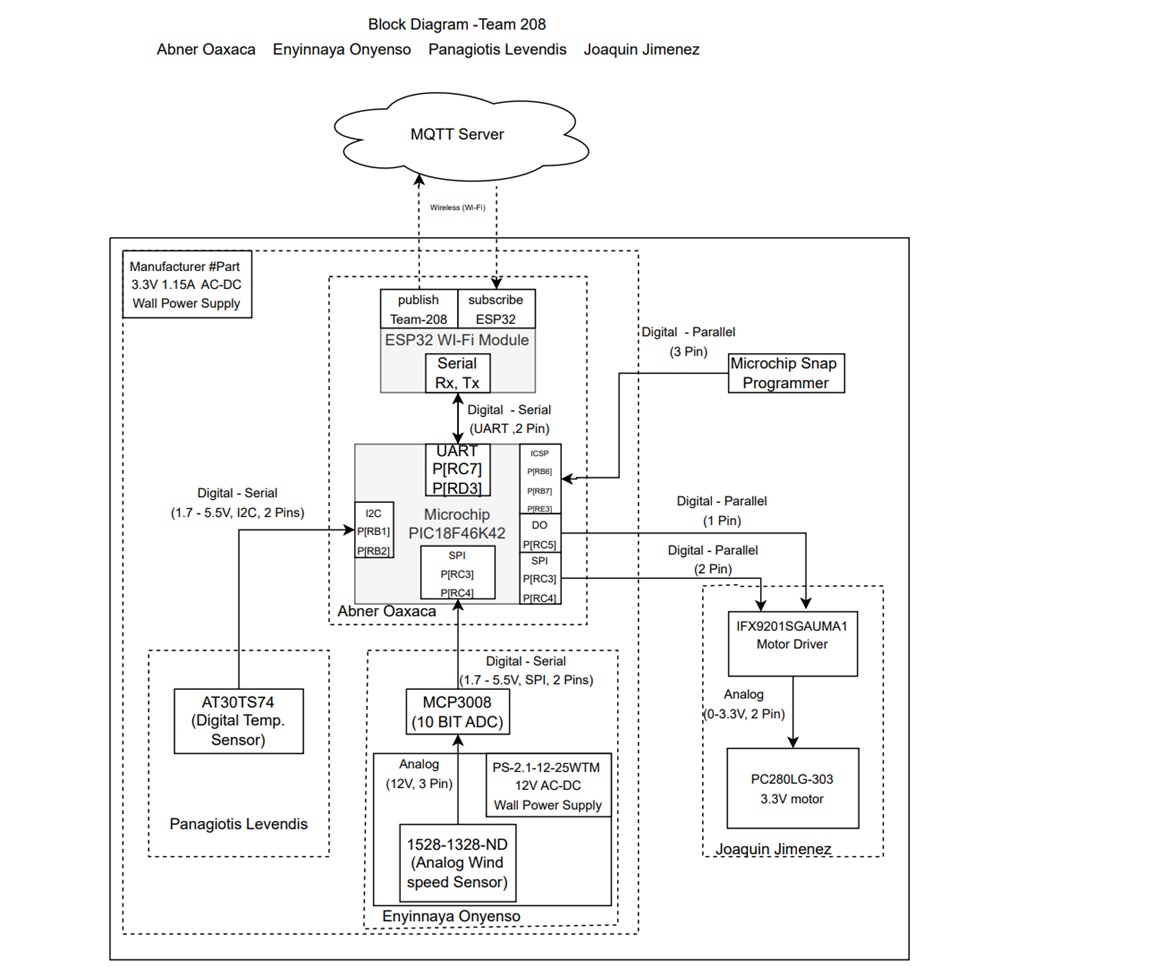 Block Diagram -Team 208
Abner Oaxaca Enyinnaya Onyenso Panagiotis Levendis Joaquin Jimenez
MQTT Server
Wireless (Wi-Fi)
Manufacturer #Part
3.3V 1.15A AC-DC
Wall Power Supply
publish
Team-208
subscribe
ESP32
ESP32 WI-Fi Module
Serial
Rx, Tx
Digital - Parallel
(3 Pin)
Microchip Snap
Programmer
Digital - Serial
(UART ,2 Pin)
UART
P[RC7]
P[RD3]
ICSP
P[RB6]
P[RB7]
P[RE3]
Digital - Serial
(1.7 - 5.5V, I2C, 2 Pins)
I2C
P[RB1]
P[RB2]
Microchip
PIC18F46K42
DO
P[RC5]
SPI
P[RC3]
P[RC4]
SPI
P[RC3]
P[RC4]
Digital - Parallel
(1 Pin)
Digital - Parallel
(2 Pin)
Abner Oaxaca
IFX9201SGAUMA1
Motor Driver
Digital - Serial
(1.7 - 5.5V, SPI, 2 Pins)
AT30TS74
(Digital Temp.
Sensor)
MCP3008
(10 BIT ADC)
Analog
(0-3.3V, 2 Pin)
Analog
(12V, 3 Pin)
PS-2.1-12-25WTM
12V AC-DC
Wall Power Supply
PC280LG-303
3.3V motor
Panagiotis Levendis
1528-1328-ND
(Analog Wind
speed Sensor)
Joaquin Jimenez
Enyinnaya Onyenso